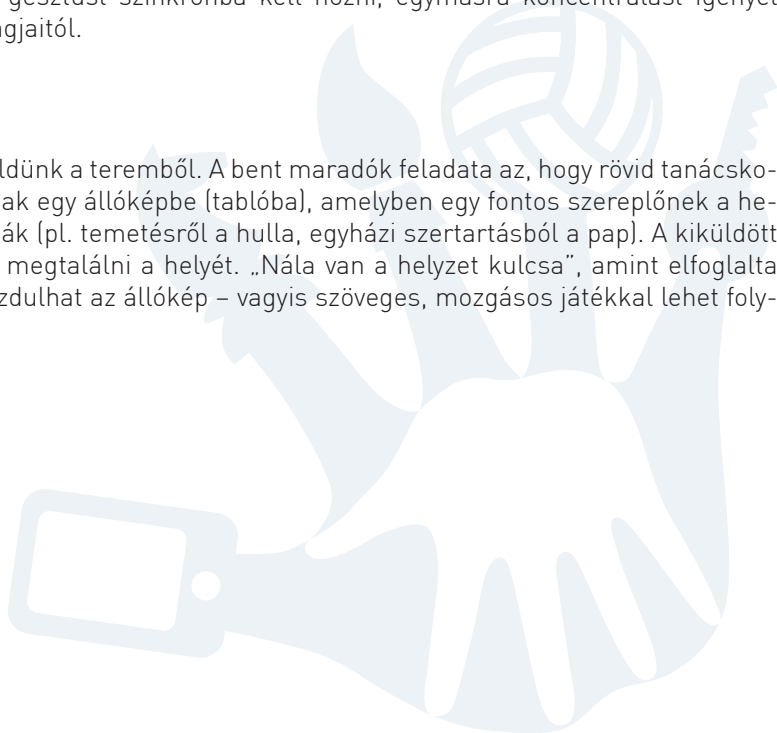 gesztust szinkronba kell hozni, egymásra koncentrálást igényel
gjaitól.
ldünk a teremből. A bent maradók feladata az, hogy rövid tanácsko-
ak egy állóképbe (tablóba), amelyben egy fontos szereplőnek a he-
ák (pl. temetésről a hulla, egyházi szertartásból a pap). A kiküldött
megtalálni a helyét. „Nála van a helyzet kulcsa”, amint elfoglalta
zdulhat az állókép – vagyis szöveges, mozgásos játékkal lehet foly-